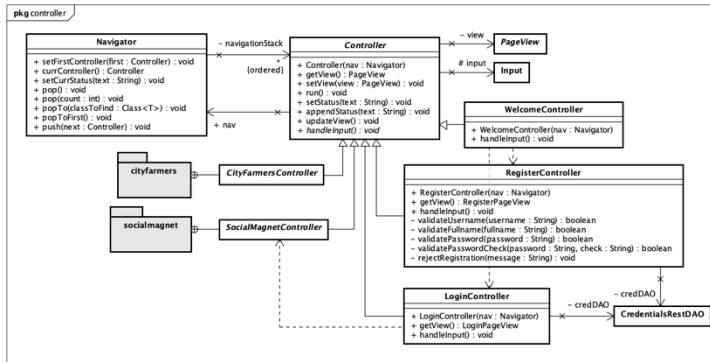 pkg controller
Navigator
+ setFirstController(first : Controller) : void
+ currController() : Controller
+ setCurrStatus(text : String) : void
+ pop() : void
+ pop(count : int) : void
+ popTo(classToFind : Class<T>) : void
+ popToFirst() : void
+ push(next : Controller) : void
– navigationStack
*
{ordered}
+ nav
Controller
+ Controller(nav : Navigator)
+ getView() : PageView
+ setView(view : PageView) : void
+ run() : void
+ setStatus(text : String) : void
+ appendStatus(text : String) : void
+ updateView() : void
+ handleInput() : void
– view
PageView
# input
Input
WelcomeController
+ WelcomeController(nav : Navigator)
+ handleInput() : void
cityfarmers
CityFarmersController
socialmagnet
SocialMagnetController
RegisterController
+ RegisterController(nav : Navigator)
+ getView() : RegisterPageView
+ handleInput() : void
– validateUsername(username : String) : boolean
– validateFullname(fullname : String) : boolean
– validatePassword(password : String) : boolean
– validatePasswordCheck(password : String, check : String) : boolean
– rejectRegistration(message : String) : void
LoginController
+ LoginController(nav : Navigator)
+ getView() : LoginPageView
+ handleInput() : void
– credDAO
– credDAO
CredentialsRestDAO